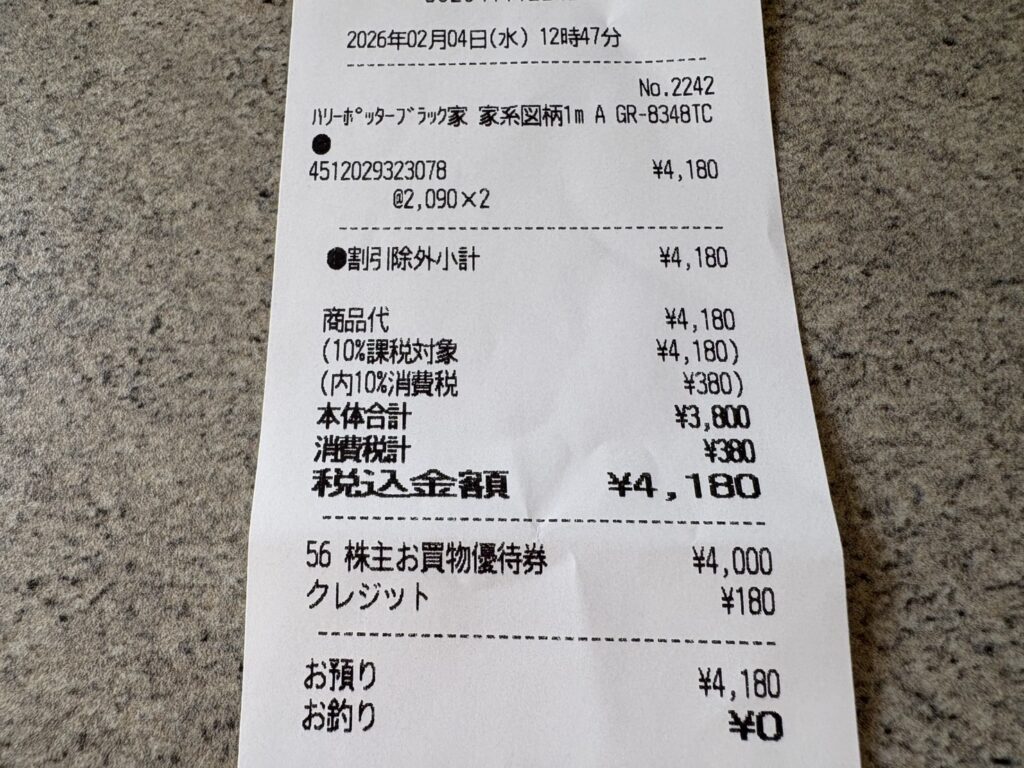 2026年02月04日(水) 12時47分
No.2242
ﾊﾘｰﾎﾟｯﾀｰﾌﾞﾗｯｸ家 家系図柄1m A GR-8348TC
●
4512029323078 ¥4,180
@2,090×2
●割引除外小計 ¥4,180
商品代 ¥4,180
(10%課税対象 ¥4,180)
(内10%消費税 ¥380)
本体合計 ¥3,800
消費税計 ¥380
税込金額 ¥4,180
56 株主お買物優待券 ¥4,000
クレジット ¥180
お預り ¥4,180
お釣り ¥0